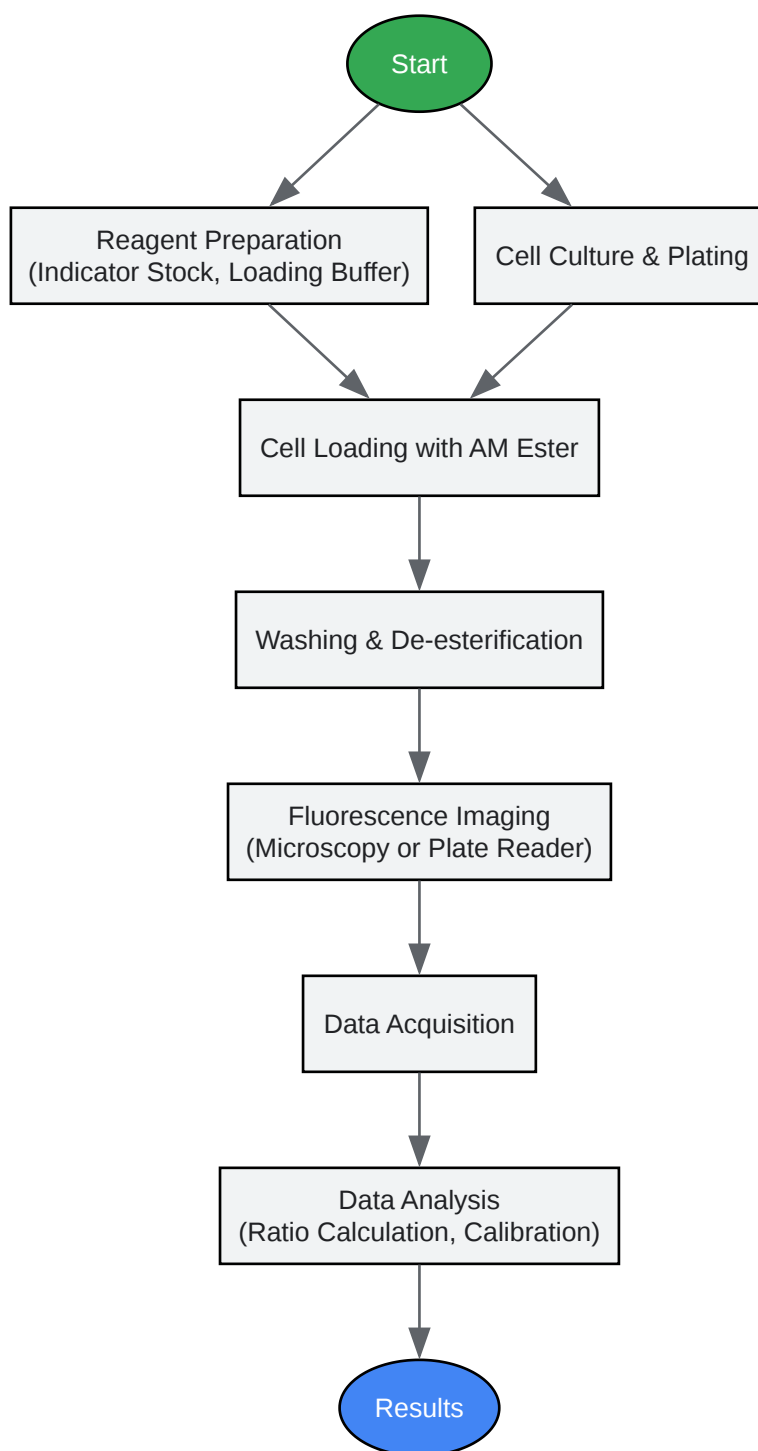 Start
Reagent Preparation
(Indicator Stock, Loading Buffer)
Cell Culture & Plating
Cell Loading with AM Ester
Washing & De-esterification
Fluorescence Imaging
(Microscopy or Plate Reader)
Data Acquisition
Data Analysis
(Ratio Calculation, Calibration)
Results